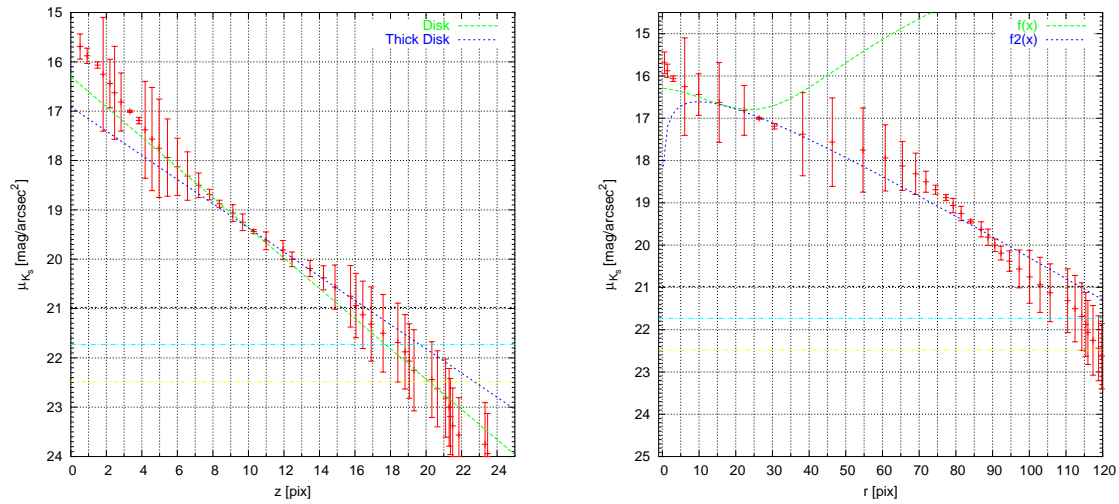 Disk
Thick Disk
15
16
17
18
19
20
21
22
23
24
μKs [mag/arcsec2]
0 2 4 6 8 10 12 14 16 18 20 22 24
z [pix]
f(x)
f2(x)
15
16
17
18
19
20
21
22
23
24
25
μKs [mag/arcsec2]
0 10 20 30 40 50 60 70 80 90 100 110 120
r [pix]